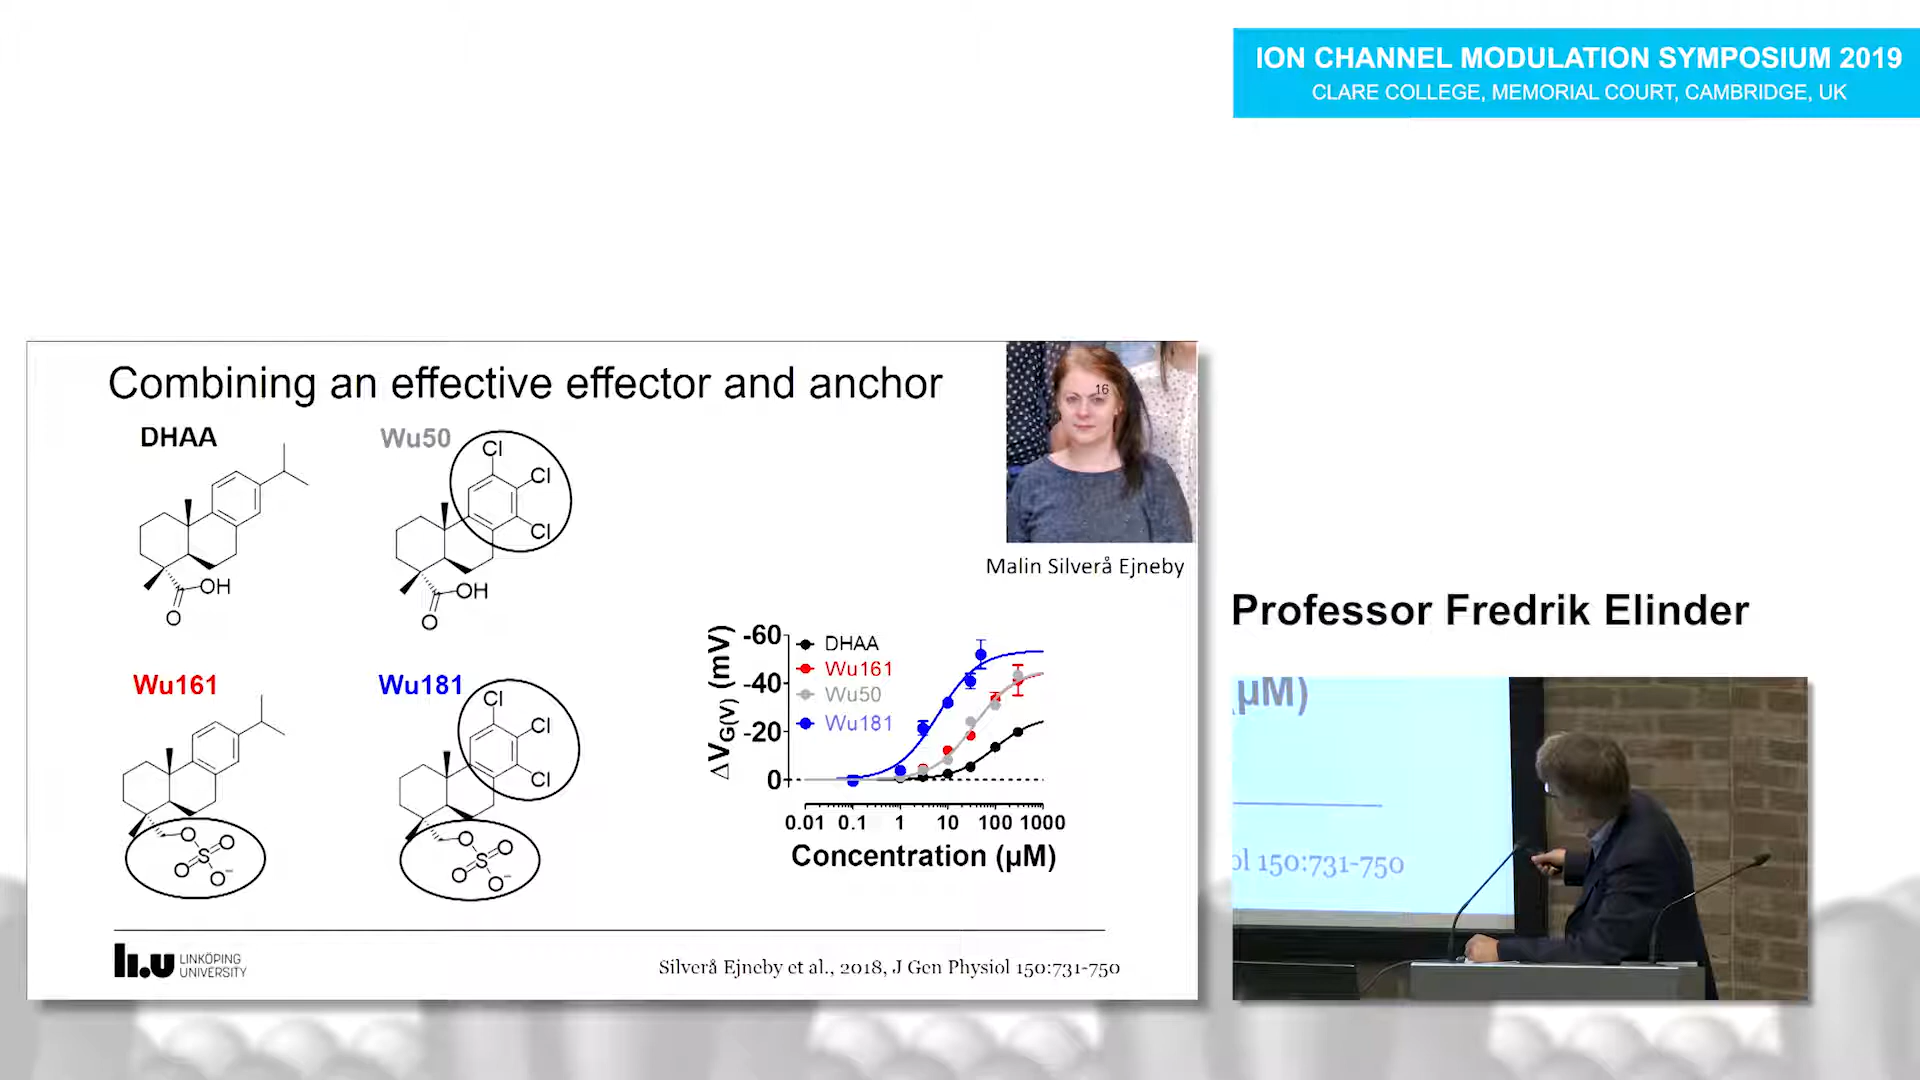 ION CHANNEL MODULATION SYMPOSIUM 2019
CLARE COLLEGE, MEMORIAL COURT, CAMBRIDGE, UK
Combining an effective effector and anchor
16
DHAA
OH
O
Wu50
Cl
Cl
Cl
OH
O
Malin Silverå Ejneby
Wu161
O
O
S
O
O-
Wu181
Cl
Cl
Cl
O
O
S
O
O-
ΔVG(V) (mV)
-60
-40
-20
0
DHAA
Wu161
Wu50
Wu181
0.01 0.1 1 10 100 1000
Concentration (µM)
li.u LINKÖPING
UNIVERSITY
Silverå Ejneby et al., 2018, J Gen Physiol 150:731-750
Professor Fredrik Elinder
(µM)
ol 150:731-750